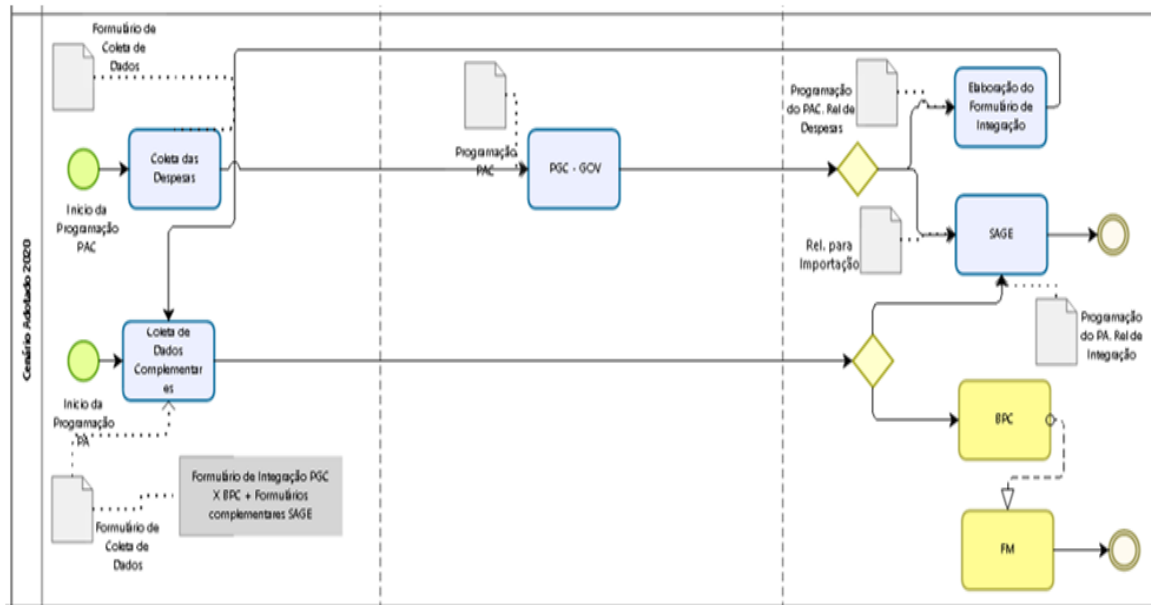 Cenário Adotado 2020
Formulário de
Coleta de
Dados
Coleta das
Despesas
Início da
Programação
PAC
Programação
PAC
PGC - GOV
Programação
do PAC. Rel de
Despesas
Elaboração do
Formulário de
Integração
Rel. para
Importação
SAGE
Programação
do PA. Rel de
Integração
Coleta de
Dados
Complementar
es
Início da
Programação
PA
BPC
Formulário de Integração PGC
X BPC + Formulários
complementares SAGE
Formulário de
Coleta de
Dados
FM